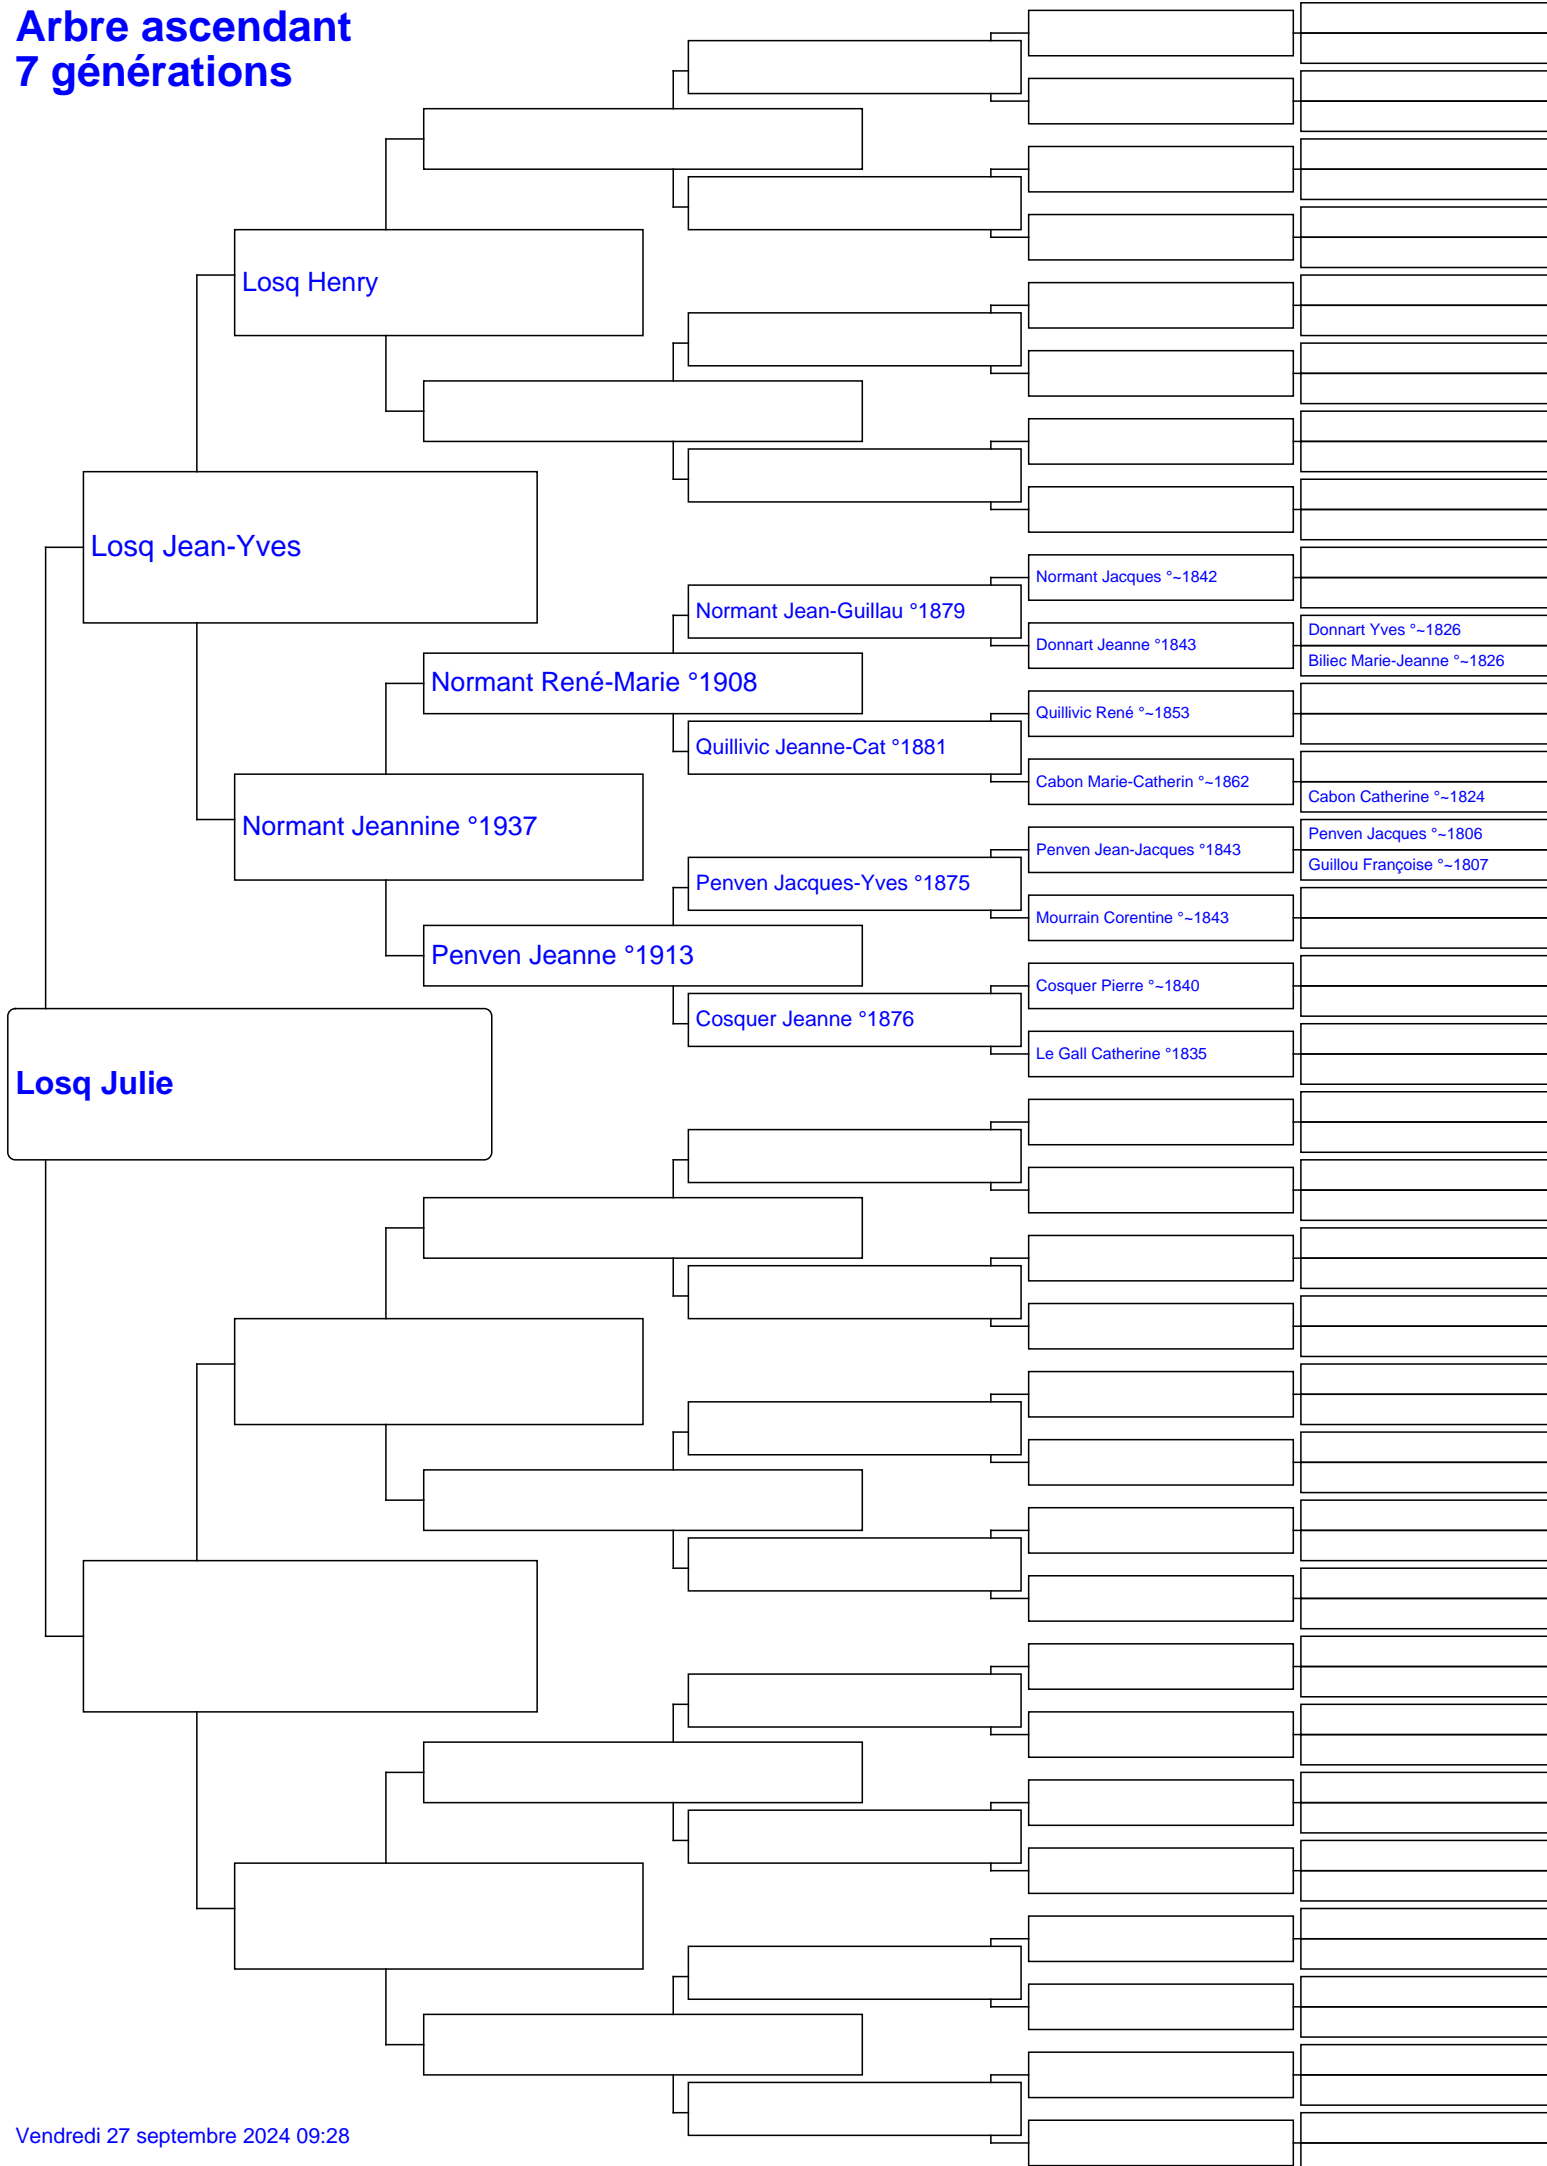 Arbre ascendant
7 générations
Losq Henry
Losq Jean-Yves
Normant Jacques °~1842
Normant Jean-Guillau °1879
Donnart Jeanne °1843
Donnart Yves °~1826
Biliec Marie-Jeanne °~1826
Normant René-Marie °1908
Quillivic René °~1853
Quillivic Jeanne-Cat °1881
Cabon Marie-Catherin °~1862
Cabon Catherine °~1824
Normant Jeannine °1937
Penven Jacques °~1806
Penven Jean-Jacques °1843
Guillou Françoise °~1807
Penven Jacques-Yves °1875
Mourrain Corentine °~1843
Penven Jeanne °1913
Cosquer Pierre °~1840
Cosquer Jeanne °1876
Le Gall Catherine °1835
Losq Julie
Vendredi 27 septembre 2024 09:28